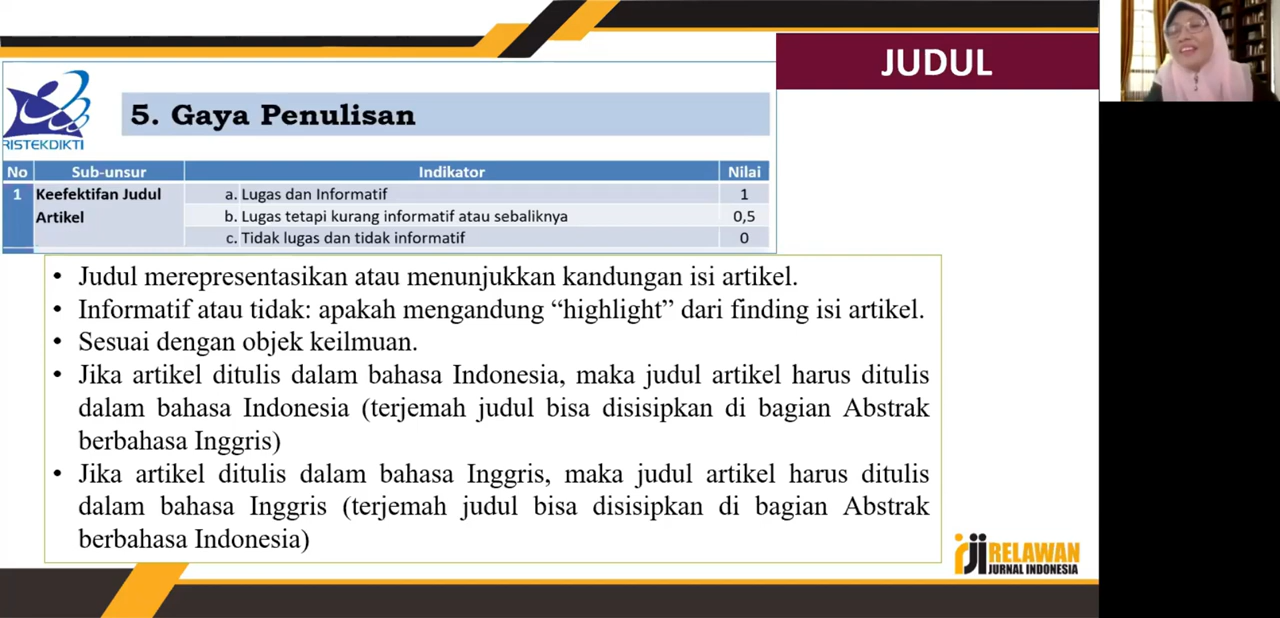 JUDUL
RISTEKDIKTI
5. Gaya Penulisan
No Sub-unsur Indikator Nilai
1 Keefektifan Judul Artikel
a. Lugas dan Informatif 1
b. Lugas tetapi kurang informatif atau sebaliknya 0,5
c. Tidak lugas dan tidak informatif 0
• Judul merepresentasikan atau menunjukkan kandungan isi artikel.
• Informatif atau tidak: apakah mengandung “highlight” dari finding isi artikel.
• Sesuai dengan objek keilmuan.
• Jika artikel ditulis dalam bahasa Indonesia, maka judul artikel harus ditulis
dalam bahasa Indonesia (terjemah judul bisa disisipkan di bagian Abstrak
berbahasa Inggris)
• Jika artikel ditulis dalam bahasa Inggris, maka judul artikel harus ditulis
dalam bahasa Inggris (terjemah judul bisa disisipkan di bagian Abstrak
berbahasa Indonesia)
rji RELAWAN
JURNAL INDONESIA